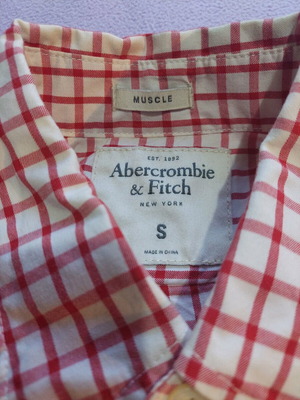 MUSCLE
EST. 1892
Abercrombie
& Fitch
NEW YORK
S
MADE IN CHINA